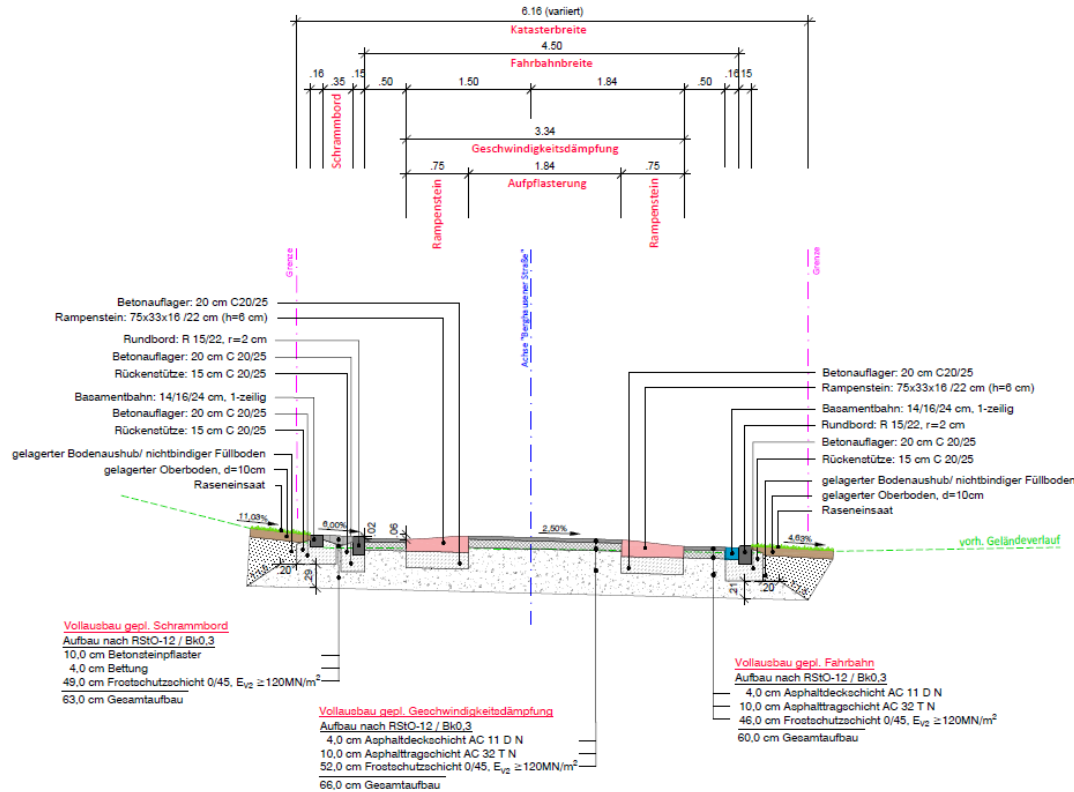 6.16 (variiert)
Katasterbreite
4.50
Fahrbahnbreite
.16
.35
.15
.50
1.50
1.84
.50
.16
.15
Schrammbord
3.34
Geschwindigkeitsdämpfung
.75
1.84
.75
Rampenstein
Aufpflasterung
Rampenstein
Grenze
Achse "Berghausener Straße"
Grenze
Betonauflager: 20 cm C20/25
Rampenstein: 75x33x16 /22 cm (h=6 cm)
Rundbord: R 15/22, r=2 cm
Betonauflager: 20 cm C 20/25
Rückenstütze: 15 cm C 20/25
Basamentbahn: 14/16/24 cm, 1-zeilig
Betonauflager: 20 cm C 20/25
Rückenstütze: 15 cm C 20/25
gelagerter Bodenaushub/ nichtbindiger Füllboden
gelagerter Oberboden, d=10cm
Raseneinsaat
Betonauflager: 20 cm C20/25
Rampenstein: 75x33x16 /22 cm (h=6 cm)
Basamentbahn: 14/16/24 cm, 1-zeilig
Rundbord: R 15/22, r=2 cm
Betonauflager: 20 cm C 20/25
Rückenstütze: 15 cm C 20/25
gelagerter Bodenaushub/ nichtbindiger Füllboden
gelagerter Oberboden, d=10cm
Raseneinsaat
11,03%
6,00%
.02
.06
2,50%
4,63%
vorh. Geländeverlauf
.20
.29
.21
.20
Vollausbau gepl. Schrammbord
Aufbau nach RStO-12 / Bk0,3
10,0 cm Betonsteinpflaster
4,0 cm Bettung
49,0 cm Frostschutzschicht 0/45, EV2 ≥120MN/m²
63,0 cm Gesamtaufbau
Vollausbau gepl. Geschwindigkeitsdämpfung
Aufbau nach RStO-12 / Bk0,3
4,0 cm Asphaltdeckschicht AC 11 D N
10,0 cm Asphalttragschicht AC 32 T N
52,0 cm Frostschutzschicht 0/45, EV2 ≥120MN/m²
66,0 cm Gesamtaufbau
Vollausbau gepl. Fahrbahn
Aufbau nach RStO-12 / Bk0,3
4,0 cm Asphaltdeckschicht AC 11 D N
10,0 cm Asphalttragschicht AC 32 T N
46,0 cm Frostschutzschicht 0/45, EV2 ≥120MN/m²
60,0 cm Gesamtaufbau